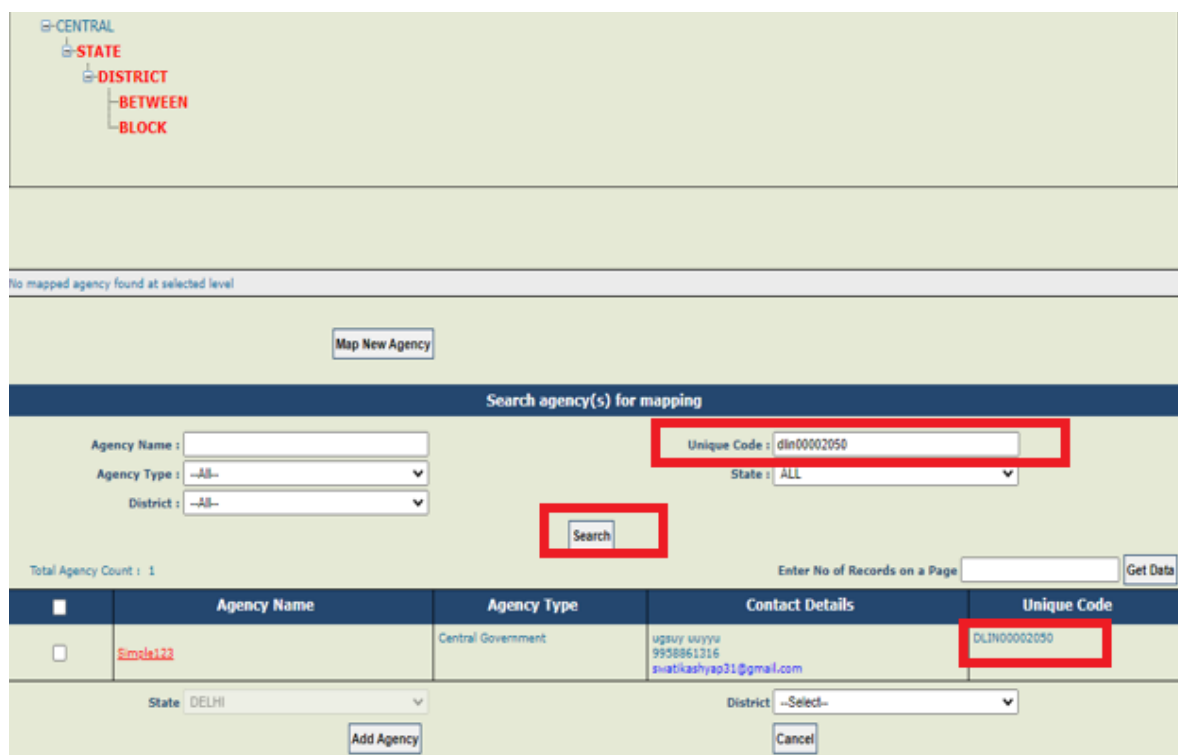 CENTRAL
STATE
DISTRICT
BETWEEN
BLOCK
No mapped agency found at selected level
Map New Agency
Search agency(s) for mapping
Agency Name :
Unique Code : dlin00002050
Agency Type : --All--
State : ALL
District : --All--
Search
Total Agency Count : 1
Enter No of Records on a Page
Get Data
Agency Name Agency Type Contact Details Unique Code
Simple123 Central Government ugsuy uuyyu DLIN00002050
9958861316
swatikashyap31@gmail.com
State DELHI
District --Select--
Add Agency
Cancel